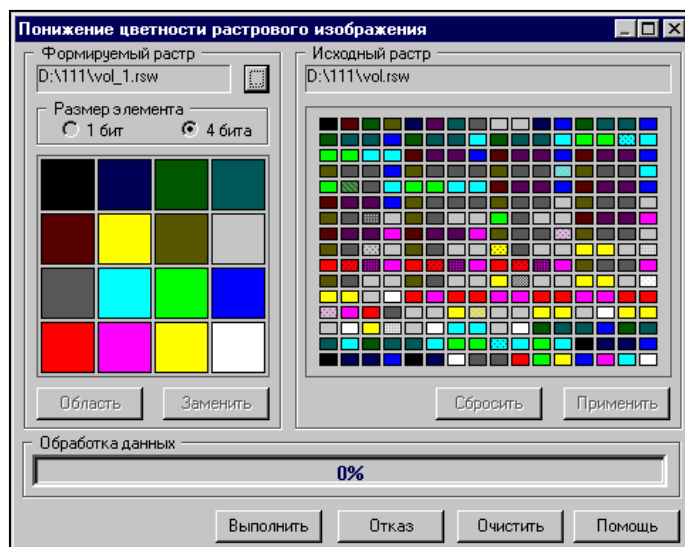 Понижение цветности растрового изображения
Формируемый растр
D:\111\vol_1.rsw
Размер элемента
1 бит
4 бита
Область
Заменить
Исходный растр
D:\111\vol.rsw
Сбросить
Применить
Обработка данных
0%
Выполнить
Отказ
Очистить
Помощь